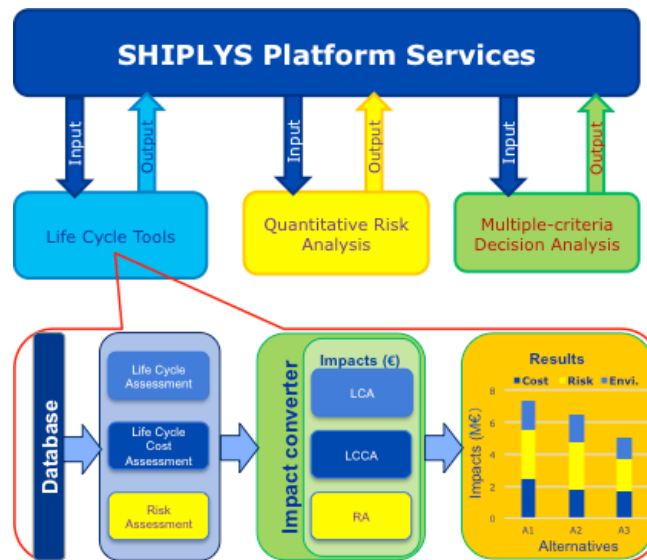 SHIPLYS Platform Services
Input
Output
Input
Output
Input
Output
Life Cycle Tools
Quantitative Risk
Analysis
Multiple-criteria
Decision Analysis
Database
Life Cycle
Assessment
Life Cycle
Cost
Assessment
Risk
Assessment
Impact converter
Impacts (€)
LCA
LCCA
RA
Results
Cost Risk Envi.
Impacts (M€)
8
6
4
2
0
A1 A2 A3
Alternatives